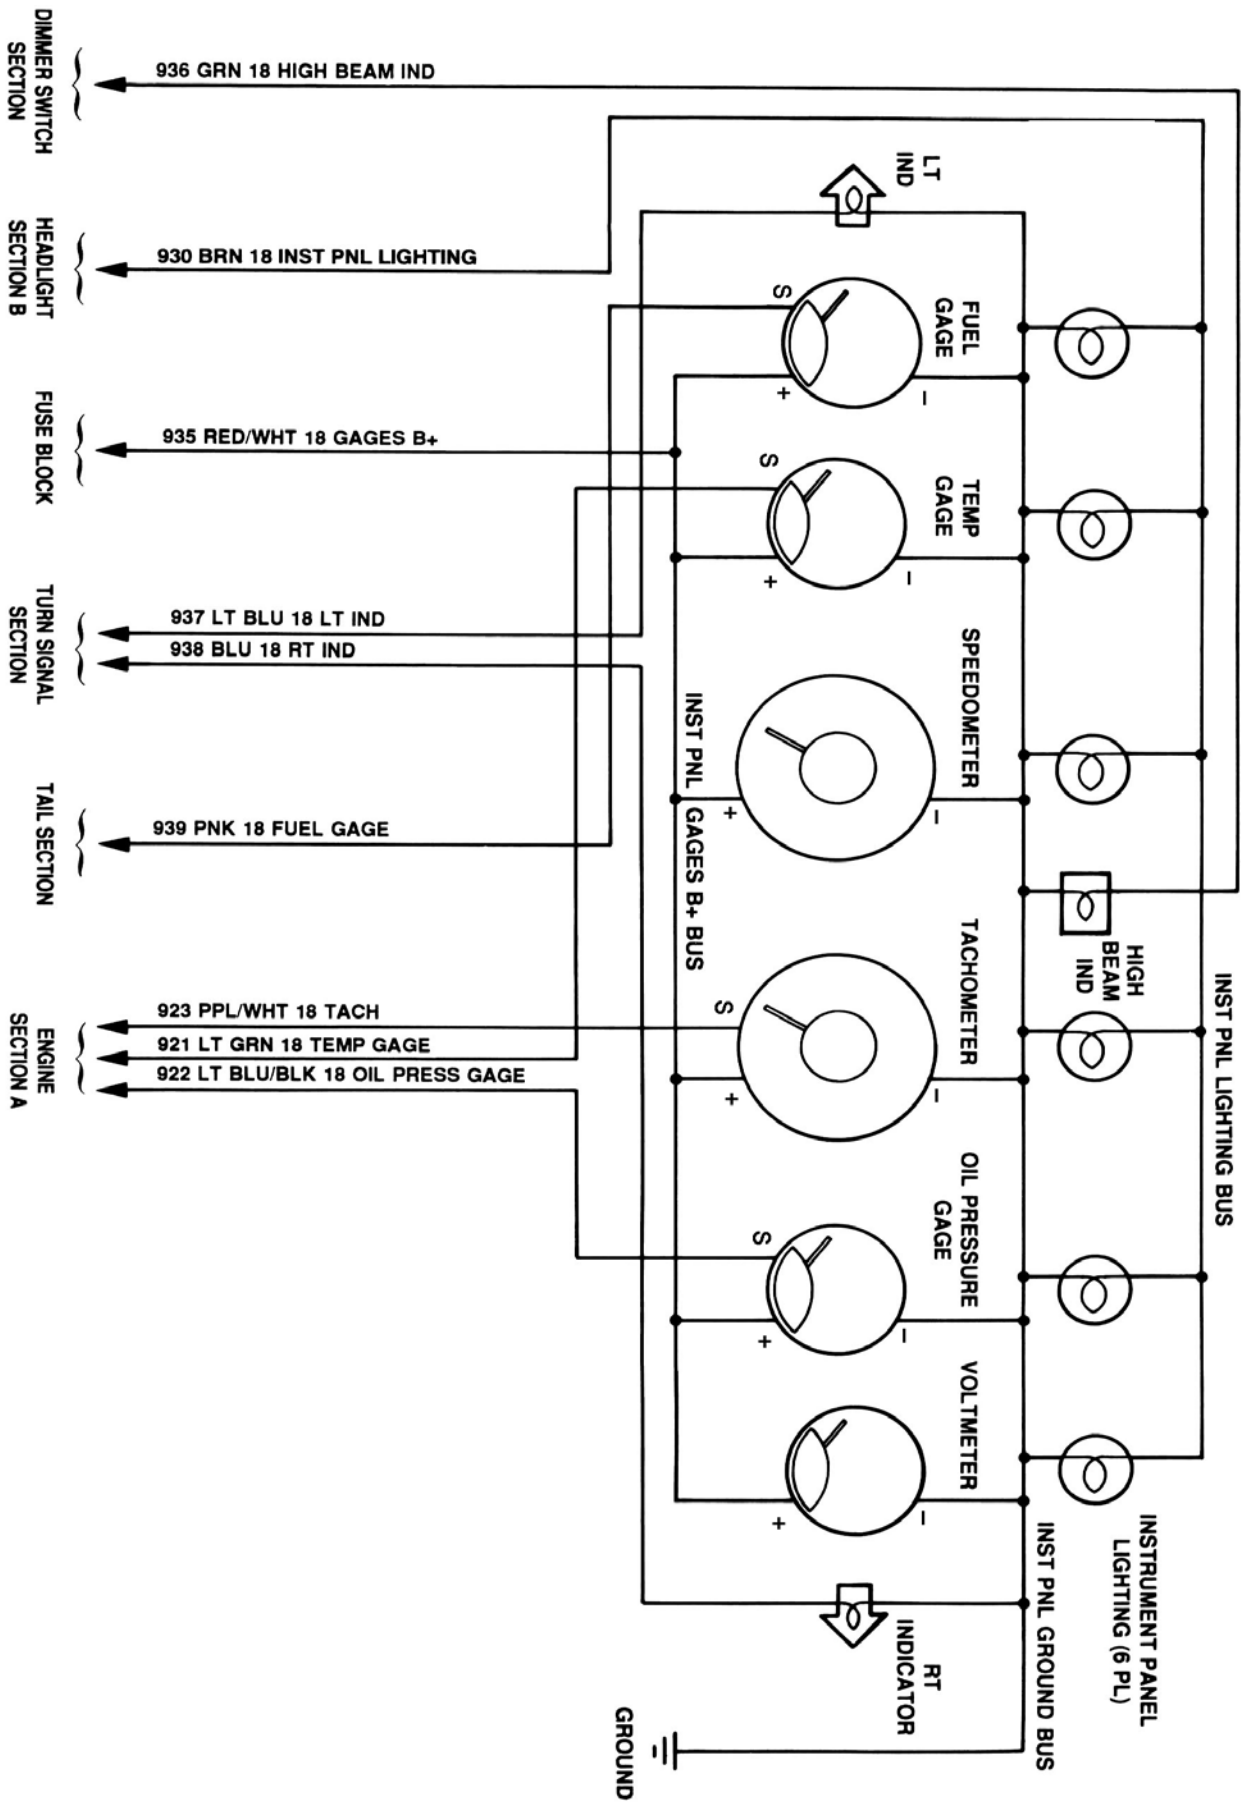 DIMMER SWITCH
SECTION
936 GRN 18 HIGH BEAM IND
HEADLIGHT
SECTION B
930 BRN 18 INST PNL LIGHTING
FUSE BLOCK
935 RED/WHT 18 GAGES B+
TURN SIGNAL
SECTION
937 LT BLU 18 LT IND
938 BLU 18 RT IND
TAIL SECTION
939 PNK 18 FUEL GAGE
ENGINE
SECTION A
923 PPL/WHT 18 TACH
921 LT GRN 18 TEMP GAGE
922 LT BLU/BLK 18 OIL PRESS GAGE
LT
IND
FUEL
GAGE
S
+
−
TEMP
GAGE
S
+
−
SPEEDOMETER
+
−
INST PNL GAGES B+ BUS
HIGH
BEAM
IND
TACHOMETER
S
+
−
INST PNL LIGHTING BUS
OIL PRESSURE
GAGE
S
+
−
VOLTMETER
+
−
INSTRUMENT PANEL
LIGHTING (6 PL)
INST PNL GROUND BUS
RT
INDICATOR
GROUND